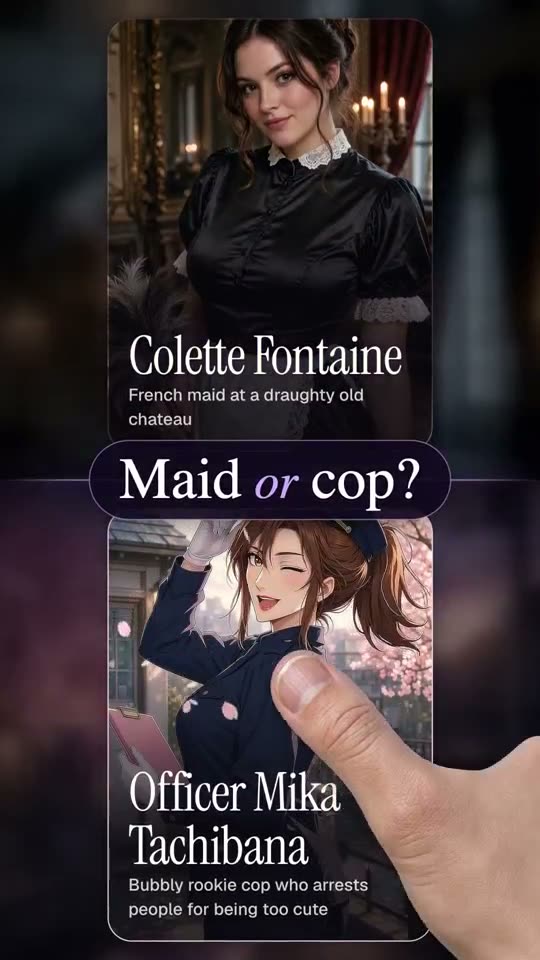 Colette Fontaine
French maid at a draughty old
chateau
Maid or cop?
Officer Mika
Tachibana
Bubbly rookie cop who arrests
people for being too cute